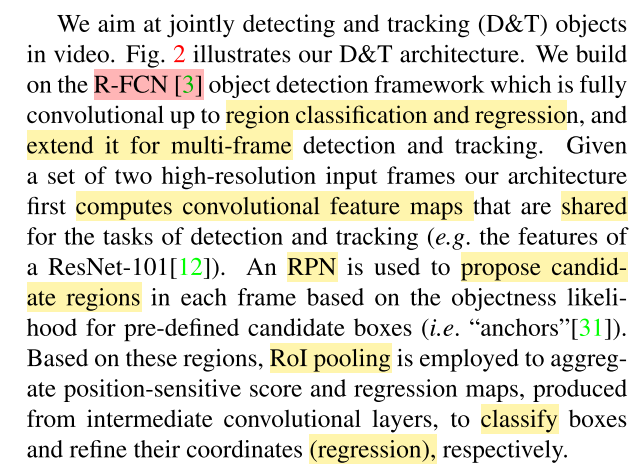 We aim at jointly detecting and tracking (D&T) objects
in video. Fig. 2 illustrates our D&T architecture. We build
on the R-FCN [3] object detection framework which is fully
convolutional up to region classification and regression, and
extend it for multi-frame detection and tracking. Given
a set of two high-resolution input frames our architecture
first computes convolutional feature maps that are shared
for the tasks of detection and tracking (e.g. the features of
a ResNet-101[12]). An RPN is used to propose candid-
ate regions in each frame based on the objectness likeli-
hood for pre-defined candidate boxes (i.e. “anchors”[31]).
Based on these regions, RoI pooling is employed to aggreg-
ate position-sensitive score and regression maps, produced
from intermediate convolutional layers, to classify boxes
and refine their coordinates (regression), respectively.